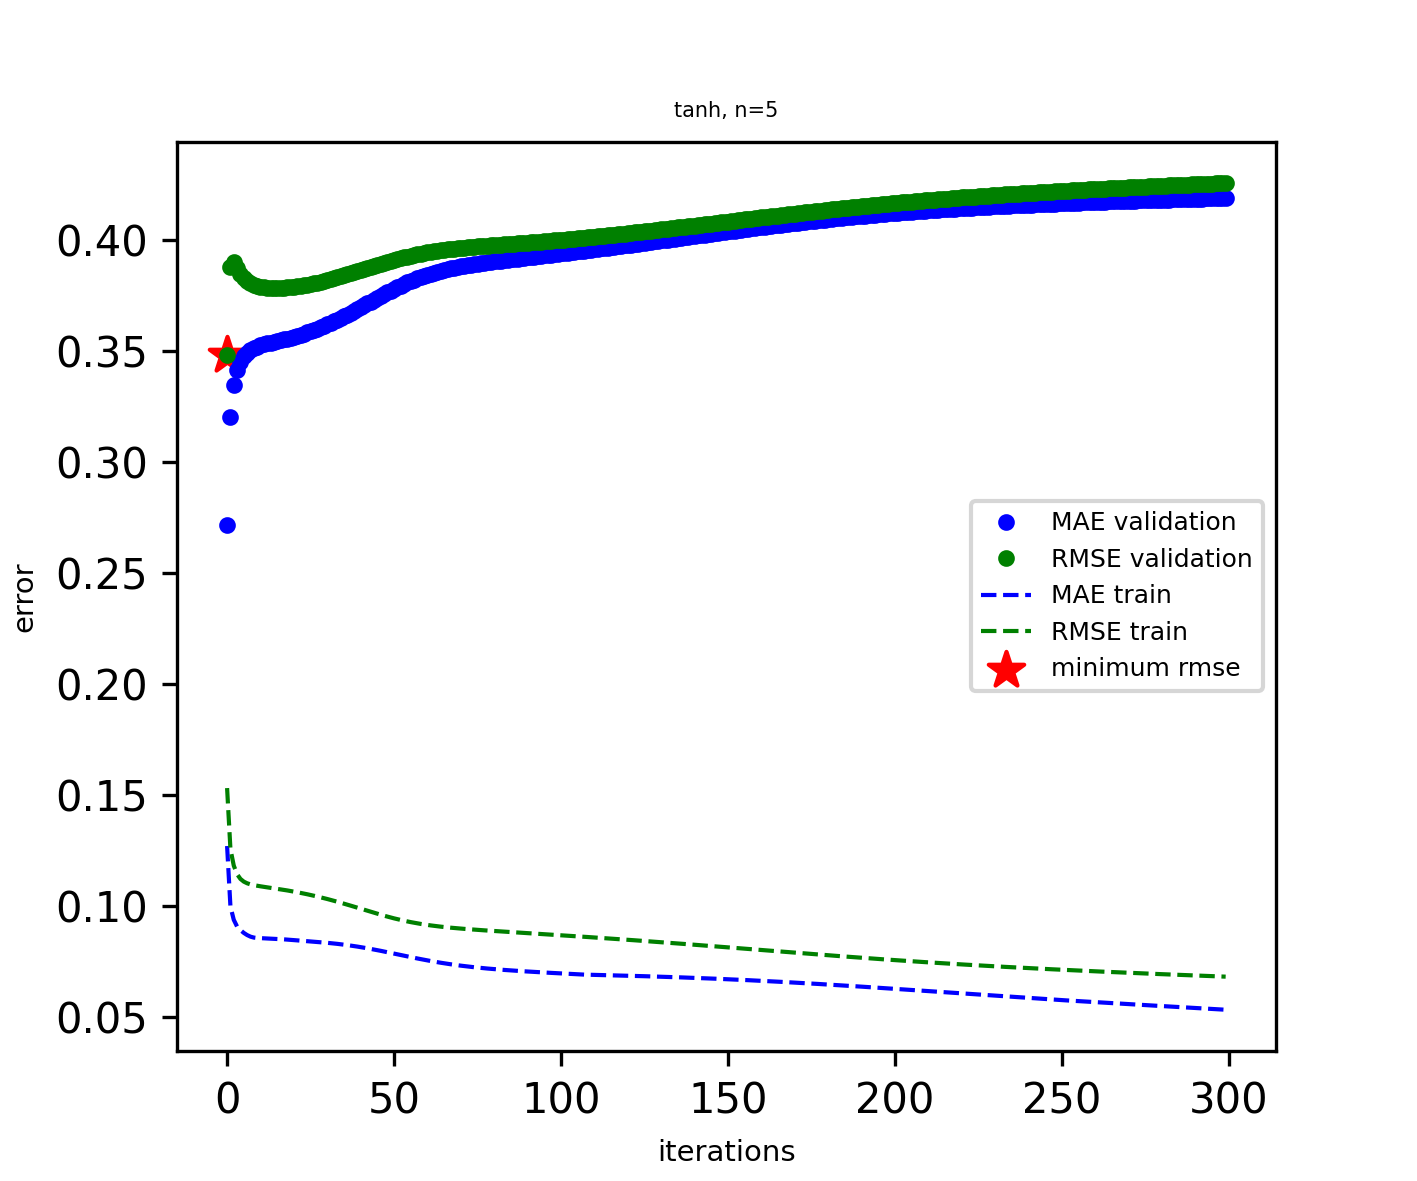 tanh, n=5
error
0.40
0.35
0.30
0.25
0.20
0.15
0.10
0.05
MAE validation
RMSE validation
MAE train
RMSE train
minimum rmse
0 50 100 150 200 250 300
iterations